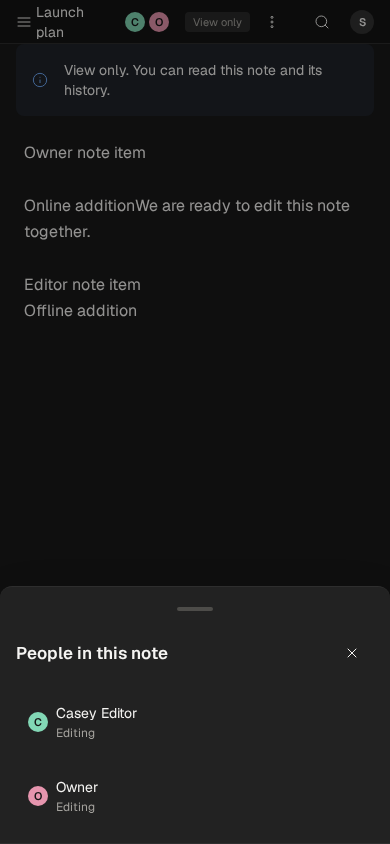 Launch
plan
C O
View only
S
View only. You can read this note and its
history.
Owner note item
Online additionWe are ready to edit this note
together.
Editor note item
Offline addition
People in this note
C
Casey Editor
Editing
O
Owner
Editing